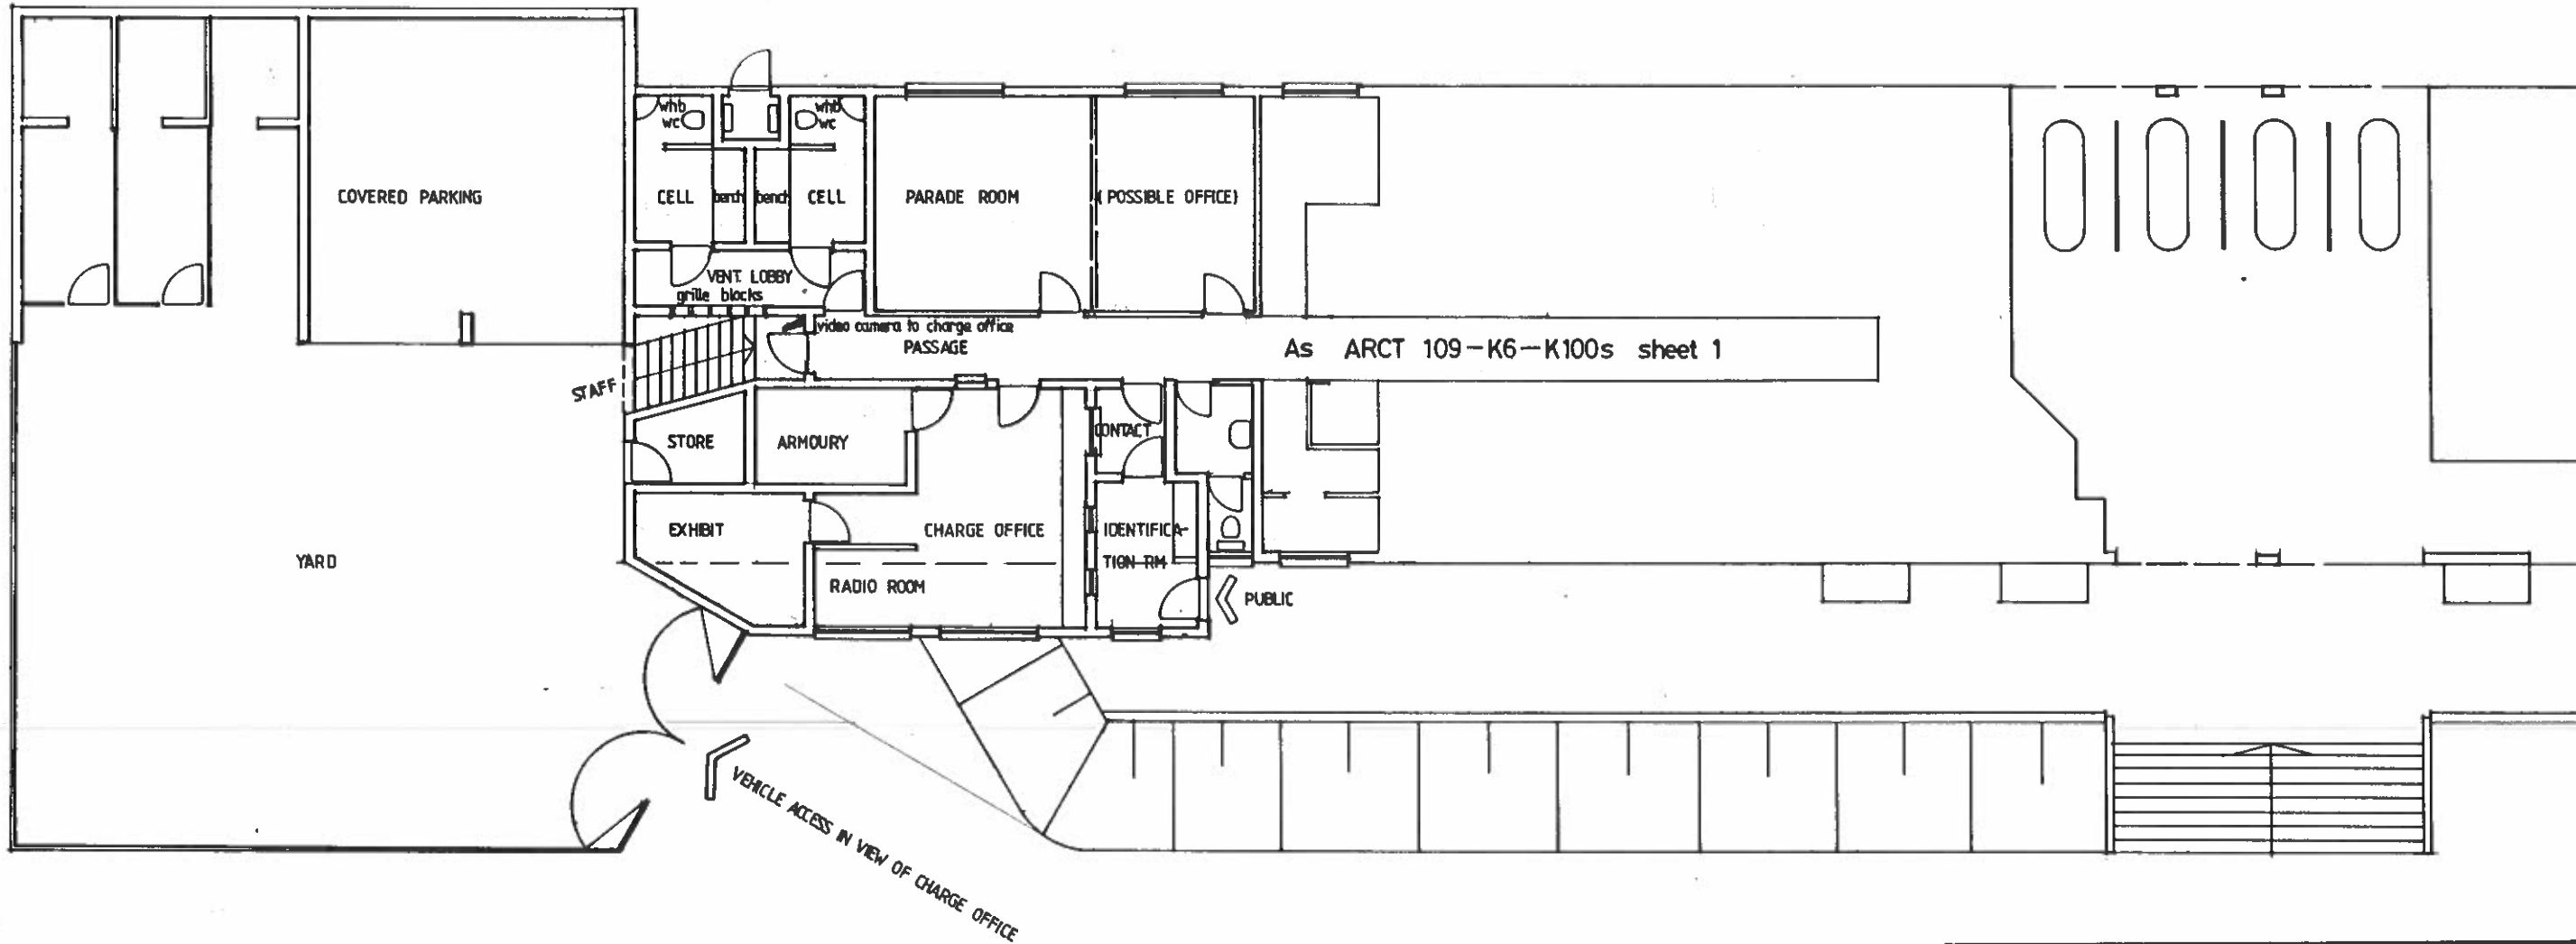 whb
wc
whb
wc
COVERED PARKING
CELL
bench
bench
CELL
PARADE ROOM
(POSSIBLE OFFICE)
VENT. LOBBY
grille blocks
video camera to charge office
PASSAGE
As ARCT 109-K6-K100s sheet 1
STAFF
STORE
ARMOURY
CONTACT
EXHIBIT
CHARGE OFFICE
IDENTIFICA-
TION RM
YARD
RADIO ROOM
PUBLIC
VEHICLE ACCESS IN VIEW OF CHARGE OFFICE